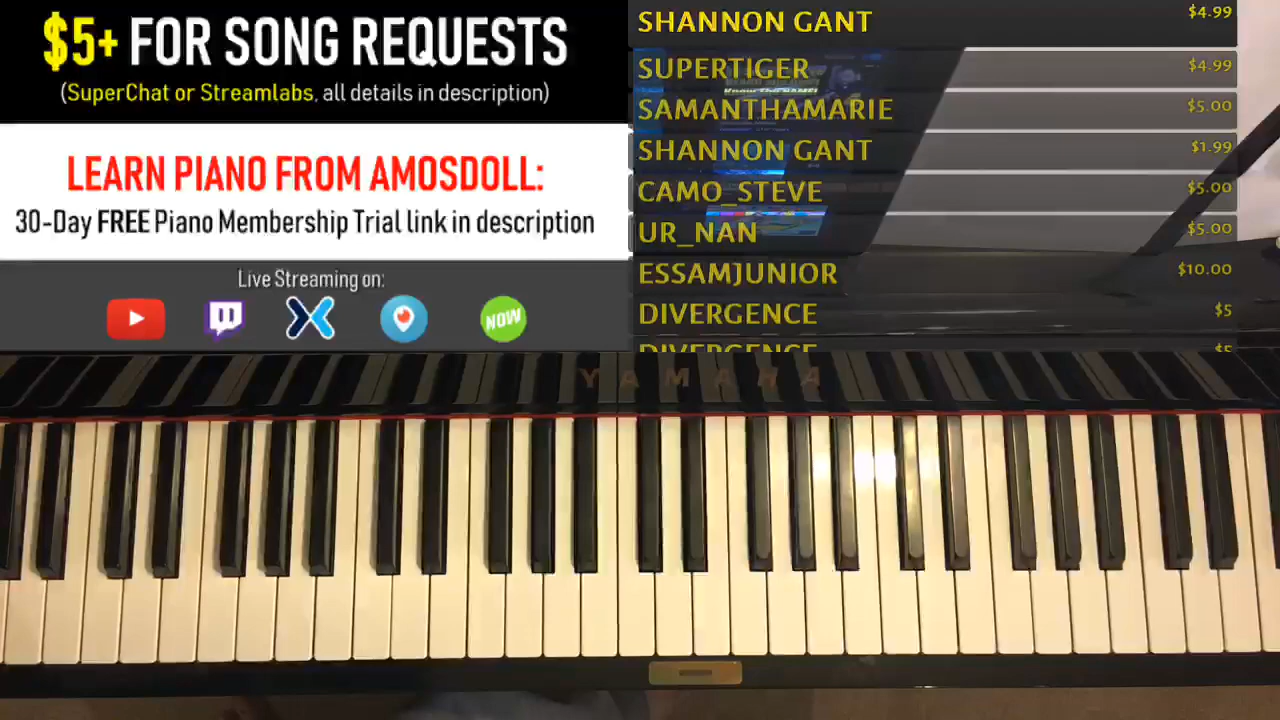 $5+ FOR SONG REQUESTS
(SuperChat or Streamlabs, all details in description)
LEARN PIANO FROM AMOSDOLL:
30-Day FREE Piano Membership Trial link in description
Live Streaming on:
NOW
SHANNON GANT $4.99
SUPERTIGER $4.99
SAMANTHAMARIE $5.00
SHANNON GANT $1.99
CAMO_STEVE $5.00
UR_NAN $5.00
ESSAMJUNIOR $10.00
DIVERGENCE $5
DIVERGENCE $5
YAMAHA